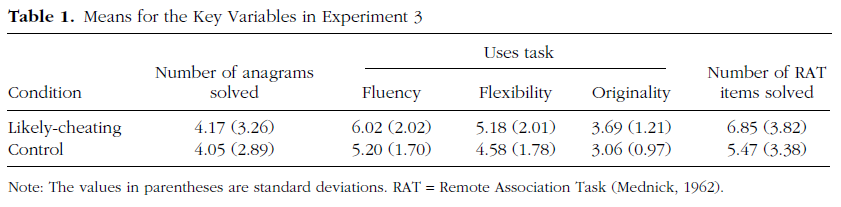 Table 1. Means for the Key Variables in Experiment 3
Uses task
Number of anagrams Number of RAT
Condition solved Fluency Flexibility Originality items solved
Likely-cheating 4.17 (3.26) 6.02 (2.02) 5.18 (2.01) 3.69 (1.21) 6.85 (3.82)
Control 4.05 (2.89) 5.20 (1.70) 4.58 (1.78) 3.06 (0.97) 5.47 (3.38)
Note: The values in parentheses are standard deviations. RAT = Remote Association Task (Mednick, 1962).